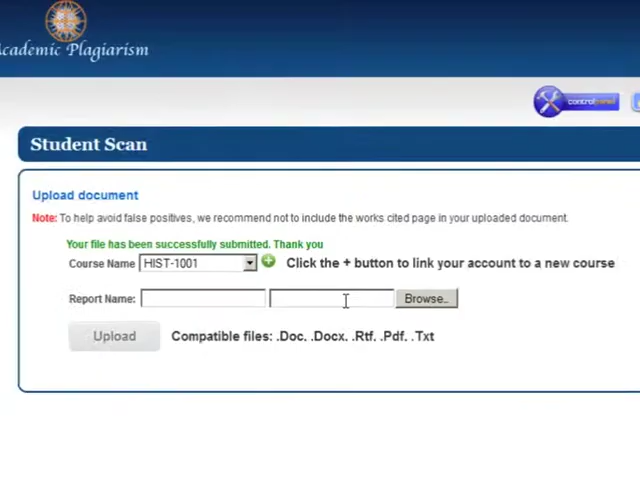 Academic Plagiarism
controlpanel
Student Scan
Upload document
Note: To help avoid false positives, we recommend not to include the works cited page in your uploaded document.
Your file has been successfully submitted. Thank you
Course Name HIST-1001 Click the + button to link your account to a new course
Report Name: Browse..
Upload Compatible files: .Doc, .Docx, .Rtf, .Pdf, .Txt